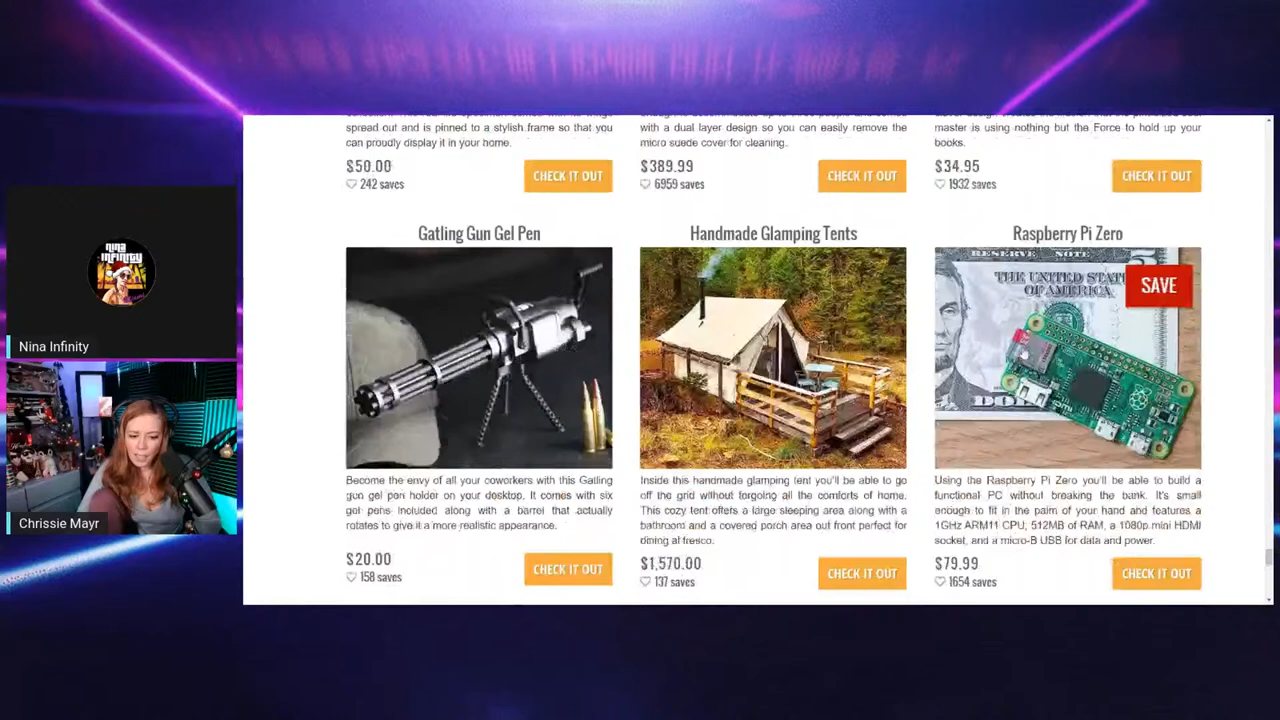 spread out and is pinned to a stylish frame so that you
can proudly display it in your home.
$50.00
242 saves
CHECK IT OUT
with a dual layer design so you can easily remove the
micro suede cover for cleaning.
$389.99
6959 saves
CHECK IT OUT
master is using nothing but the Force to hold up your
books.
$34.95
1932 saves
CHECK IT OUT
nina
infinity
Nina Infinity
Chrissie Mayr
Gatling Gun Gel Pen
Become the envy of all your coworkers with this Gatling
gun gel pen holder on your desktop. It comes with six
gel pens included along with a barrel that actually
rotates to give it a more realistic appearance.
$20.00
158 saves
CHECK IT OUT
Handmade Glamping Tents
Inside this handmade glamping tent you'll be able to go
off the grid without forgoing all the comforts of home.
This cozy tent offers a large sleeping area along with a
bathroom and a covered porch area out front perfect for
dining al fresco.
$1,570.00
137 saves
CHECK IT OUT
Raspberry Pi Zero
RESERVE NOTE
THE UNITED STAT
OF AMERICA
5
SAVE
DOL
Using the Raspberry Pi Zero you'll be able to build a
functional PC without breaking the bank. It's small
enough to fit in the palm of your hand and features a
1GHz ARM11 CPU, 512MB of RAM, a 1080p mini HDMI
socket, and a micro-B USB for data and power.
$79.99
1654 saves
CHECK IT OUT